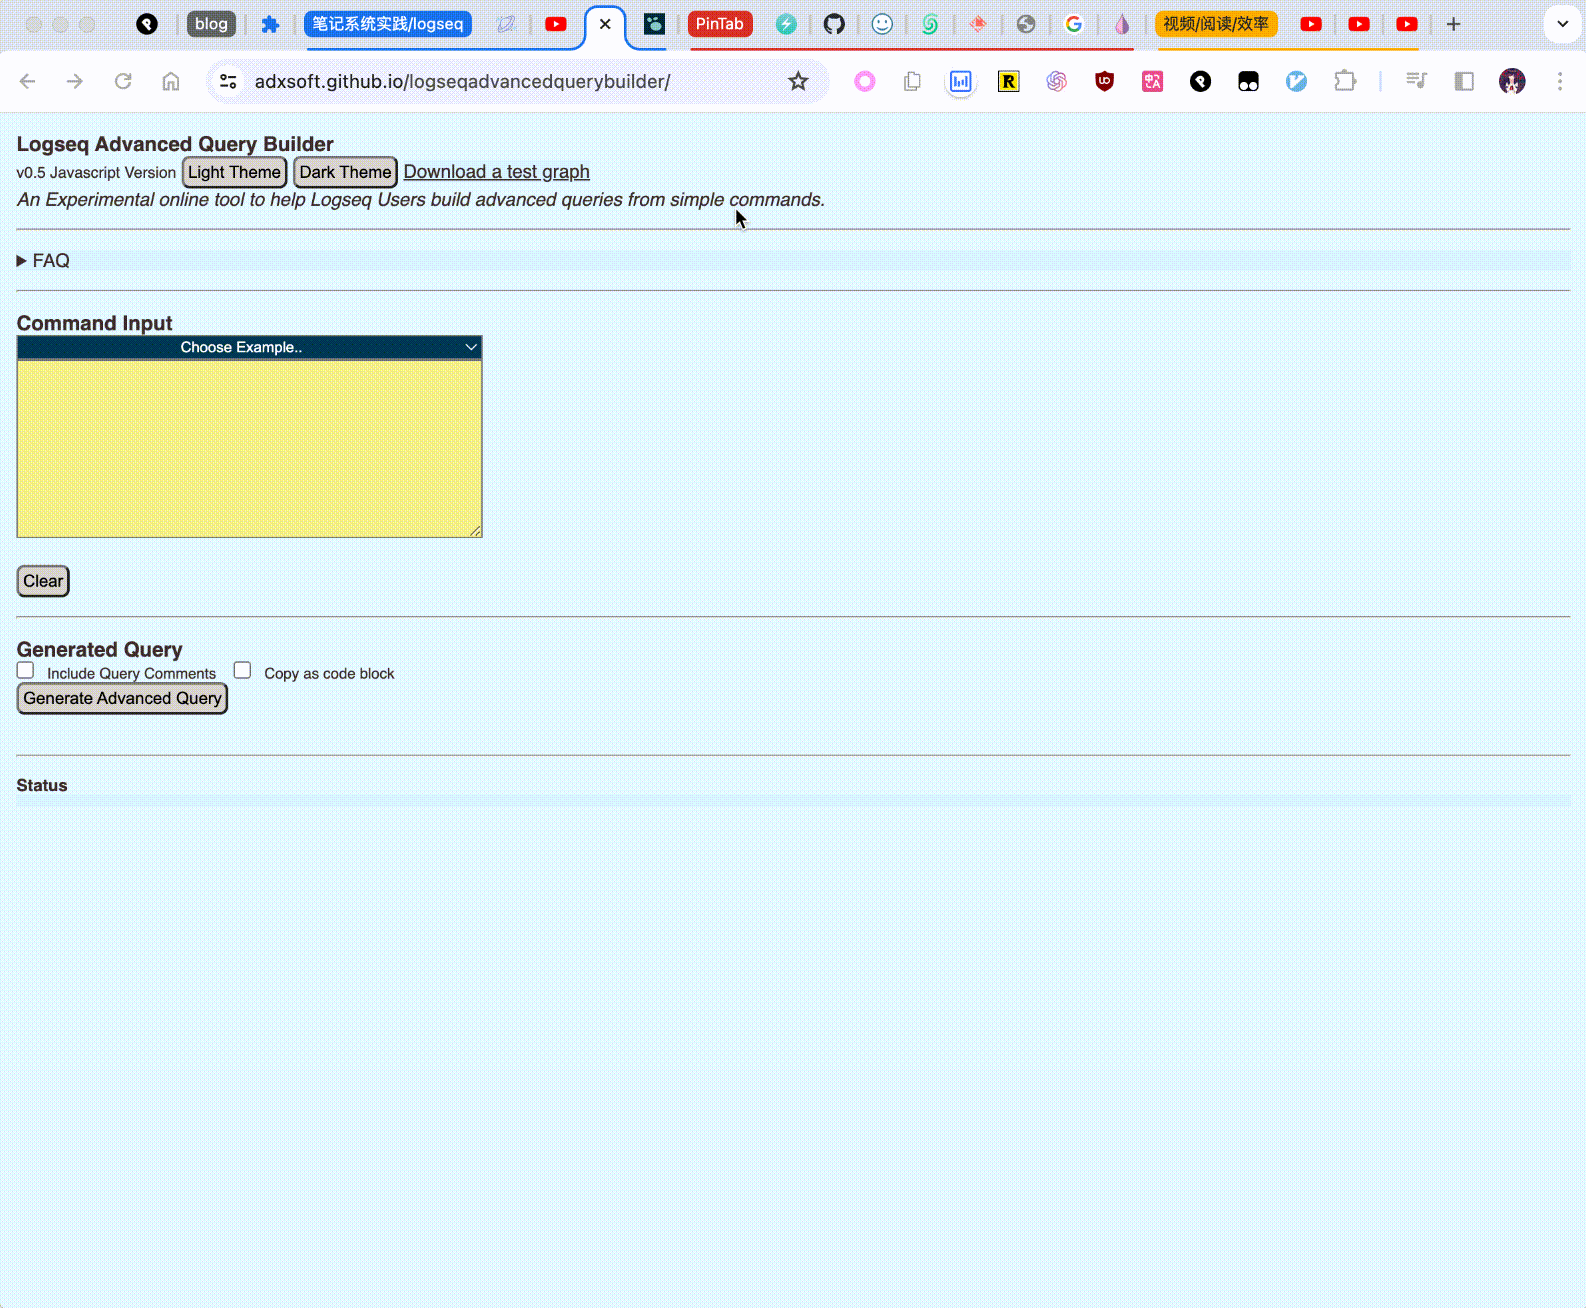 blog
笔记系统实践/logseq
PinTab
视频/阅读/效率
adxsoft.github.io/logseqadvancedquerybuilder/
Logseq Advanced Query Builder
v0.5 Javascript Version Light Theme Dark Theme Download a test graph
An Experimental online tool to help Logseq Users build advanced queries from simple commands.
FAQ
Command Input
Choose Example..
Clear
Generated Query
Include Query Comments Copy as code block
Generate Advanced Query
Status